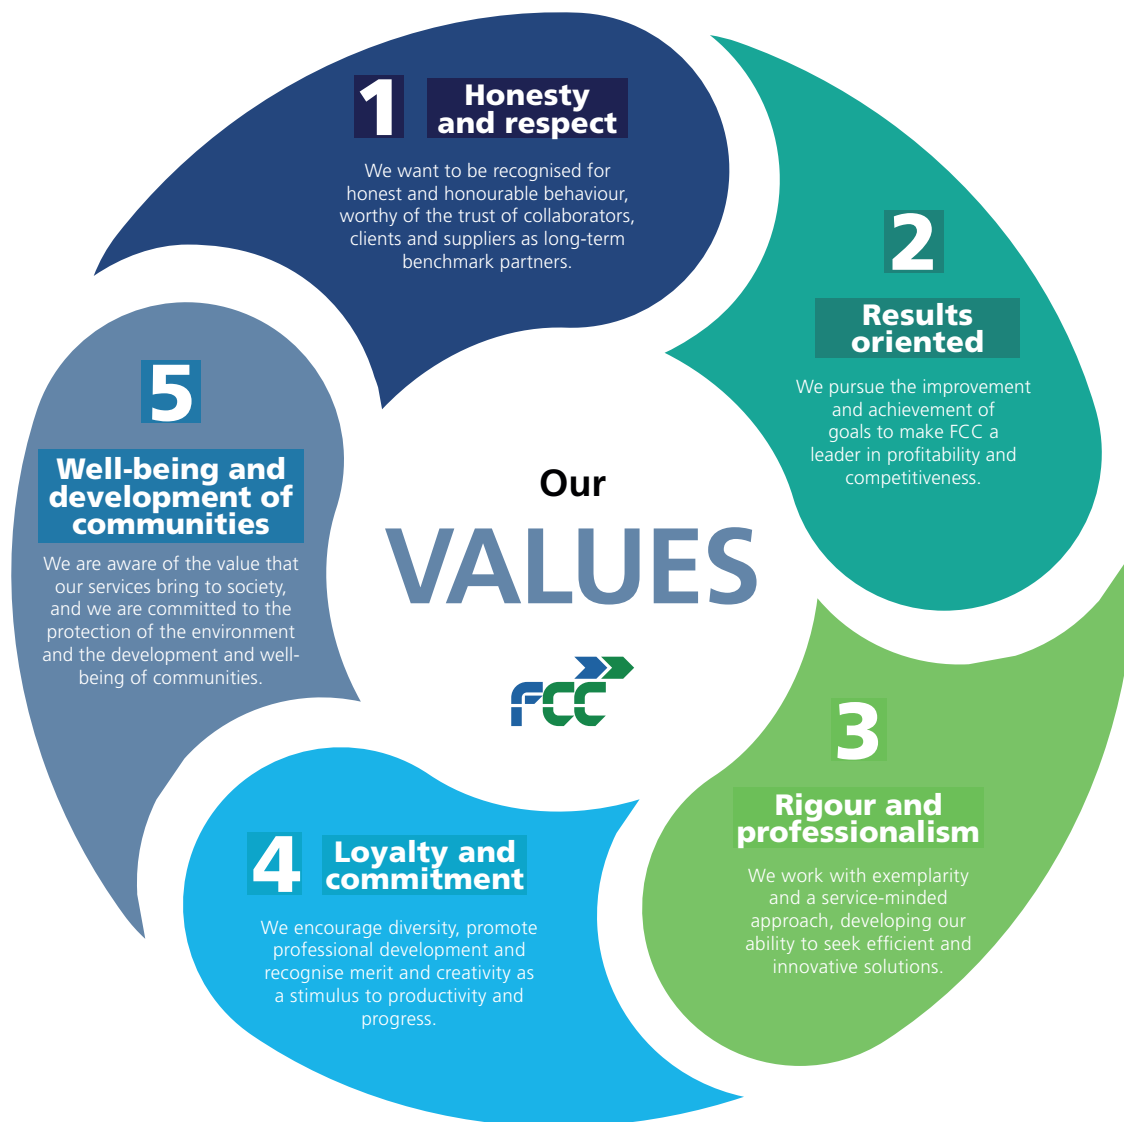 1
Honesty
and respect
We want to be recognised for
honest and honourable behaviour,
worthy of the trust of collaborators,
clients and suppliers as long-term
benchmark partners.
2
Results
oriented
We pursue the improvement
and achievement of
goals to make FCC a
leader in profitability and
competitiveness.
3
Rigour and
professionalism
We work with exemplarity
and a service-minded
approach, developing our
ability to seek efficient and
innovative solutions.
4
Loyalty and
commitment
We encourage diversity, promote
professional development and
recognise merit and creativity as
a stimulus to productivity and
progress.
5
Well-being and
development of
communities
We are aware of the value that
our services bring to society,
and we are committed to the
protection of the environment
and the development and well-
being of communities.
Our
VALUES
FCC